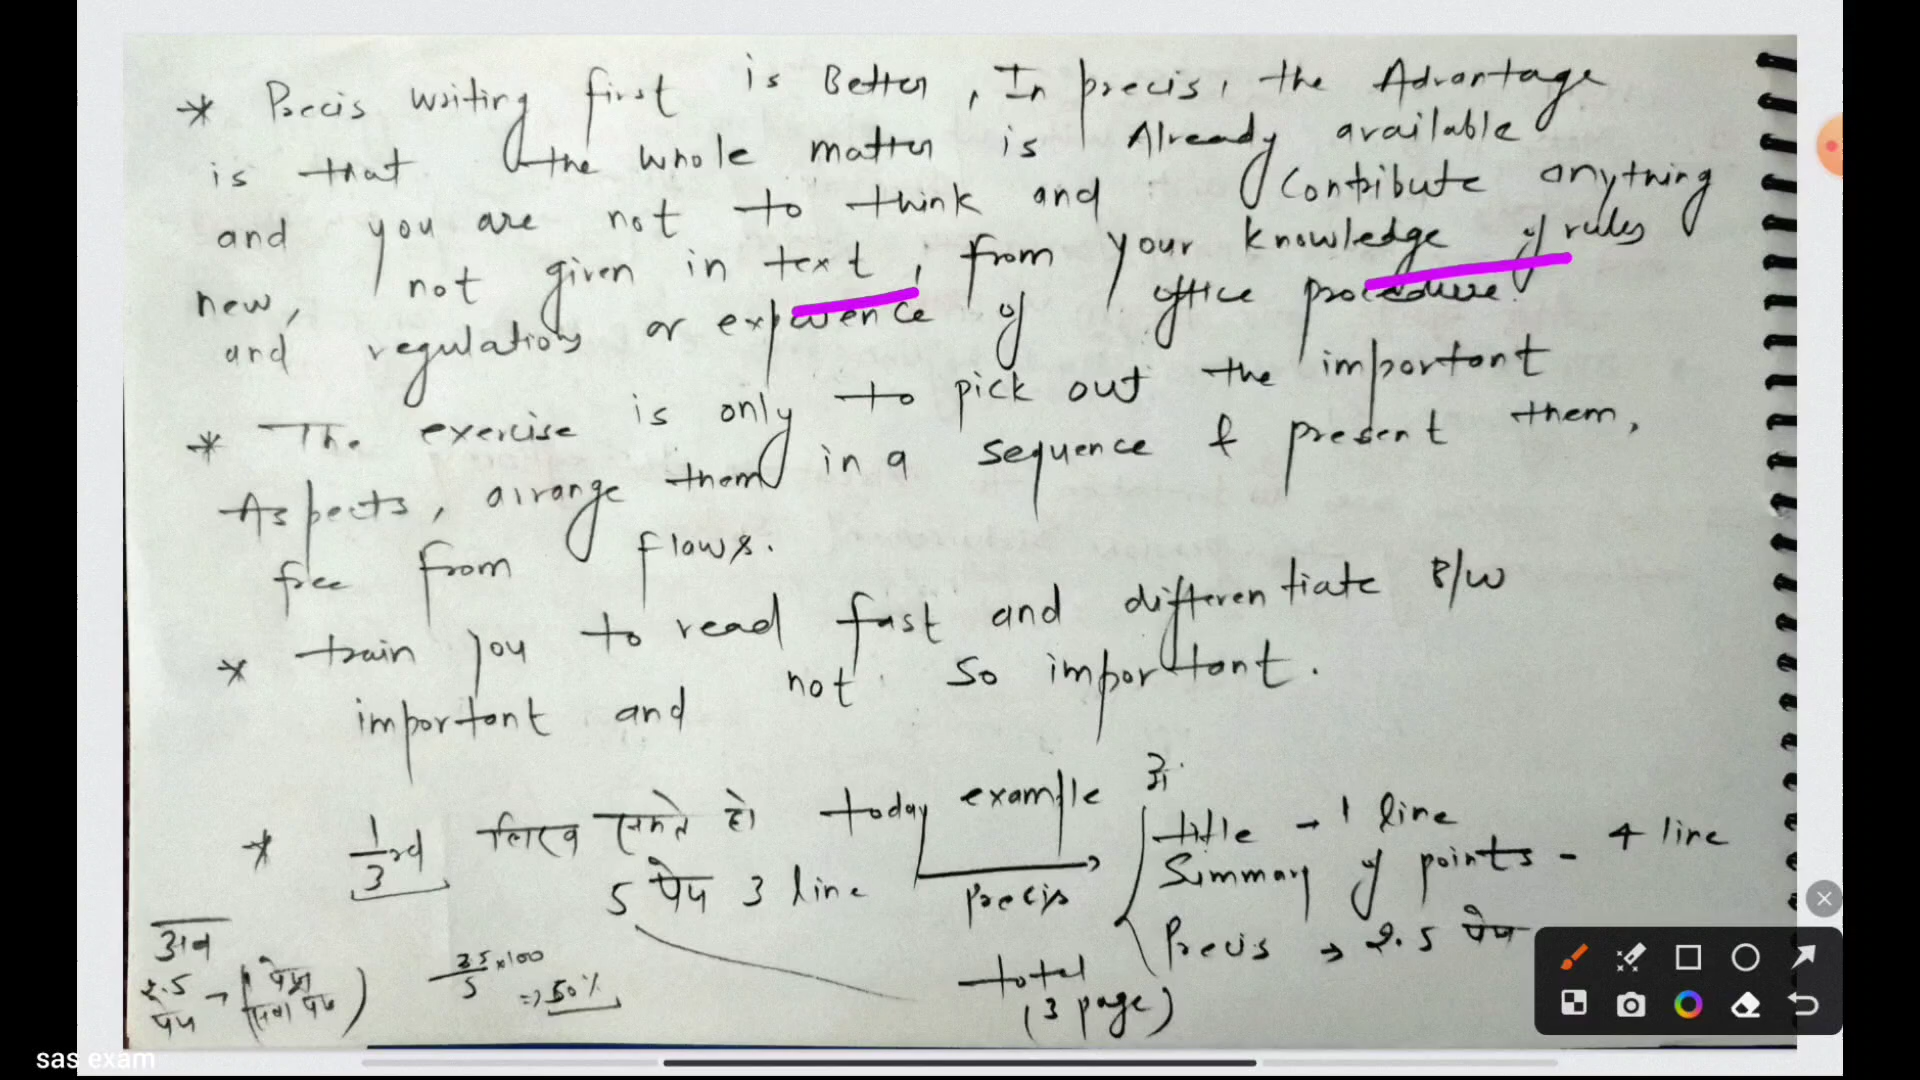 * Precis writing first is Better, In precis, the Advantage
is that the whole matter is Already available
and you are not to think and contribute anything
new, not given in text, from your knowledge of rules
and regulations or experience of office procedure.
* The exercise is only to pick out the important
Aspects, arrange them in a sequence & present them,
free from flaws.
* train you to read fast and differentiate B/W
important and not so important.
* 1/3rd लिख सकते हो today example में
5 पेज 3 line
precis
title → 1 line
Summary of points - 4 line
Precis → 2.5 पेज
total
(3 page)
अब
2.5
पेज
25×100
5
⇒ 50%
sas exam